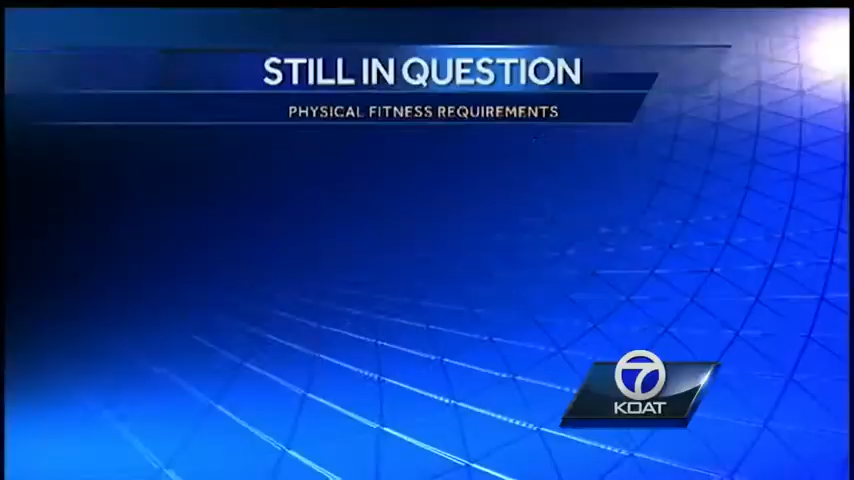 STILL IN QUESTION
PHYSICAL FITNESS REQUIREMENTS
7
KOAT